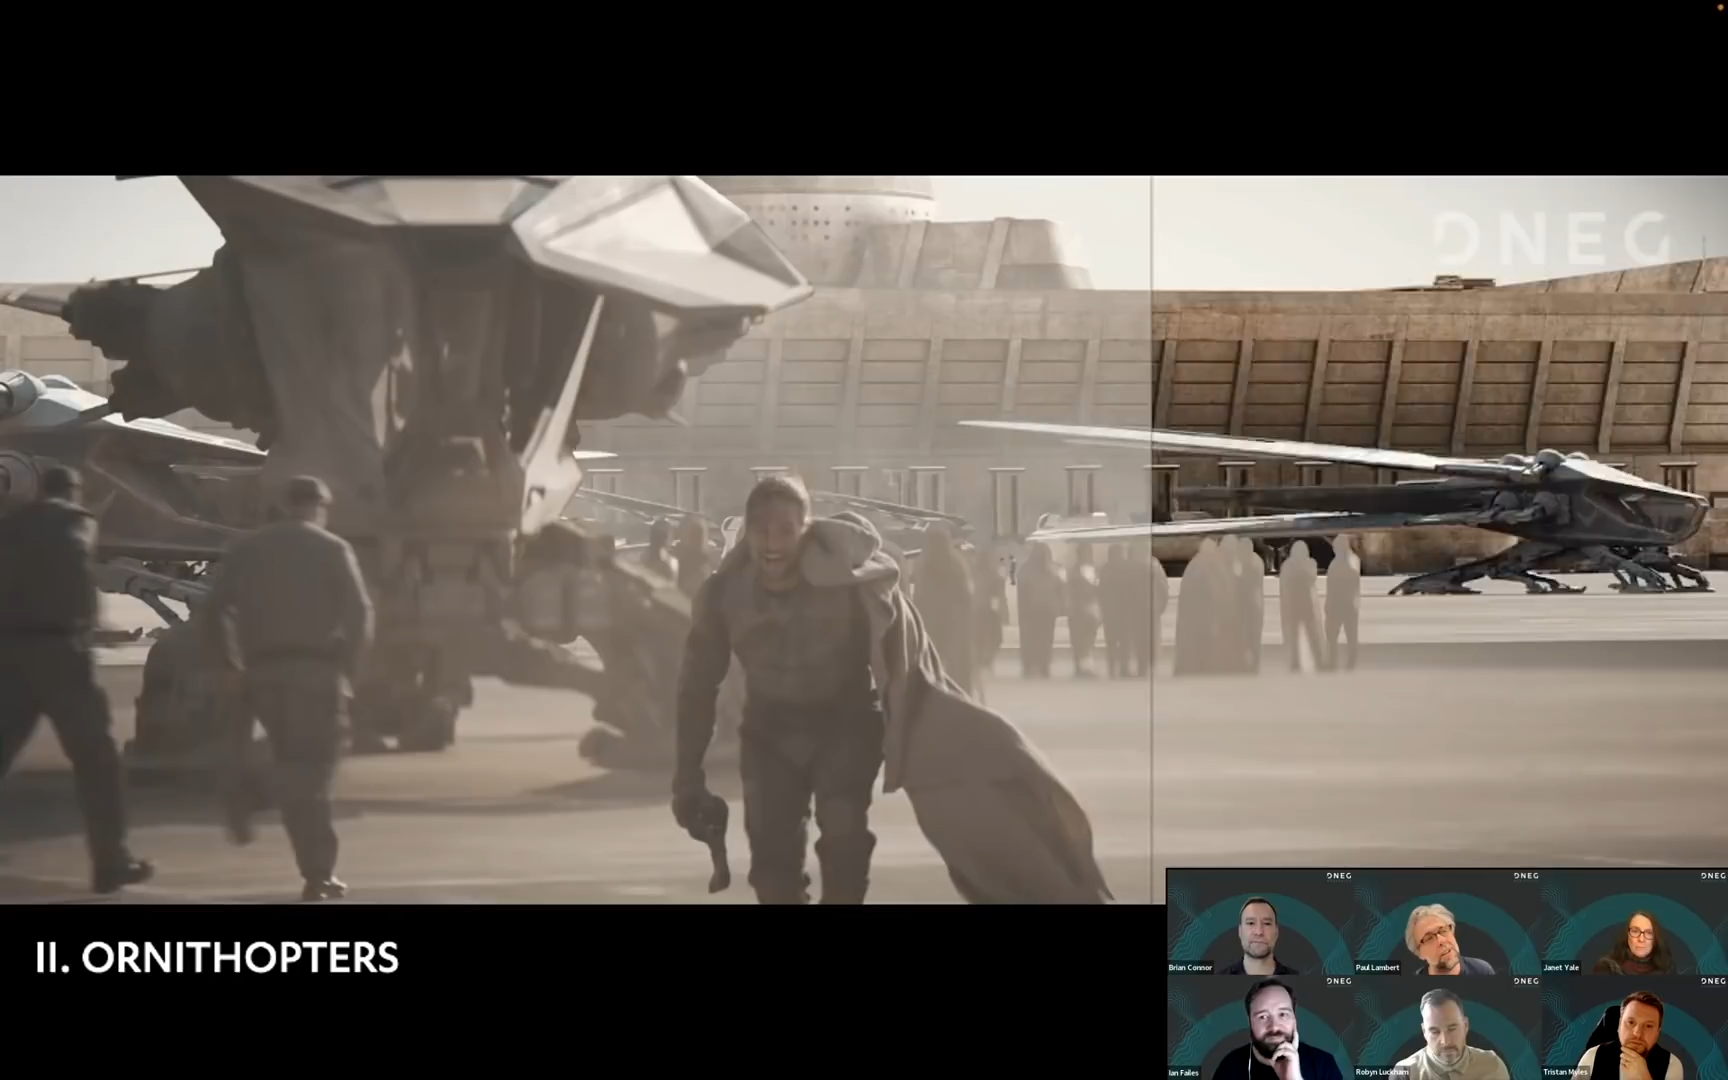 DNEG
II. ORNITHOPTERS
DNEG
DNEG
DNEG
Brian Connor
Paul Lambert
Janet Yale
DNEG
DNEG
DNEG
Ian Failes
Robyn Luckham
Tristan Myles